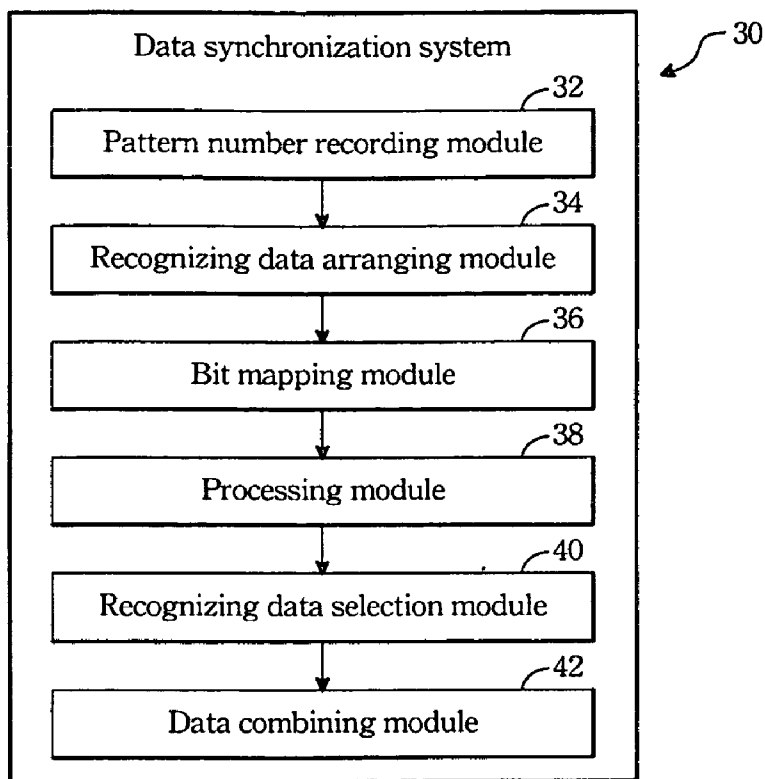 Data synchronization system
30
32
Pattern number recording module
34
Recognizing data arranging module
36
Bit mapping module
38
Processing module
40
Recognizing data selection module
42
Data combining module